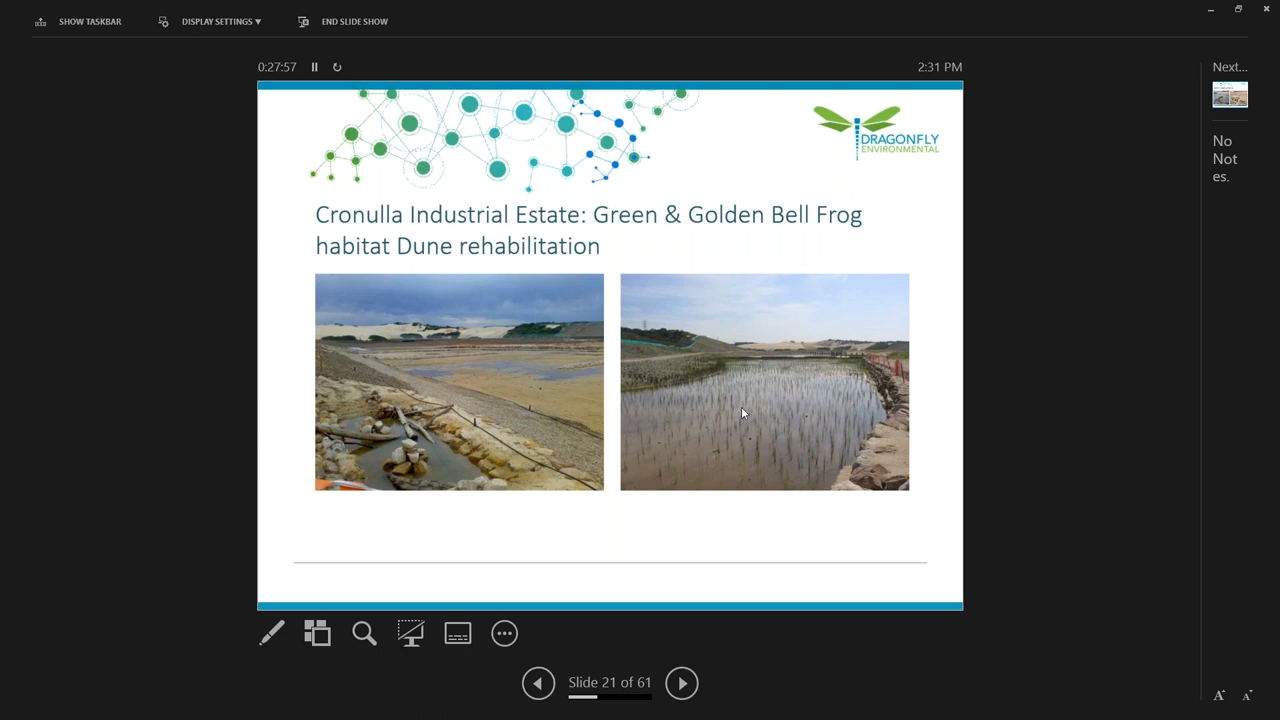 SHOW TASKBAR
DISPLAY SETTINGS ▼
END SLIDE SHOW
0:27:57
2:31 PM
Next...
DRAGONFLY
ENVIRONMENTAL
No
Not
es.
Cronulla Industrial Estate: Green & Golden Bell Frog
habitat Dune rehabilitation
Slide 21 of 61
A
A